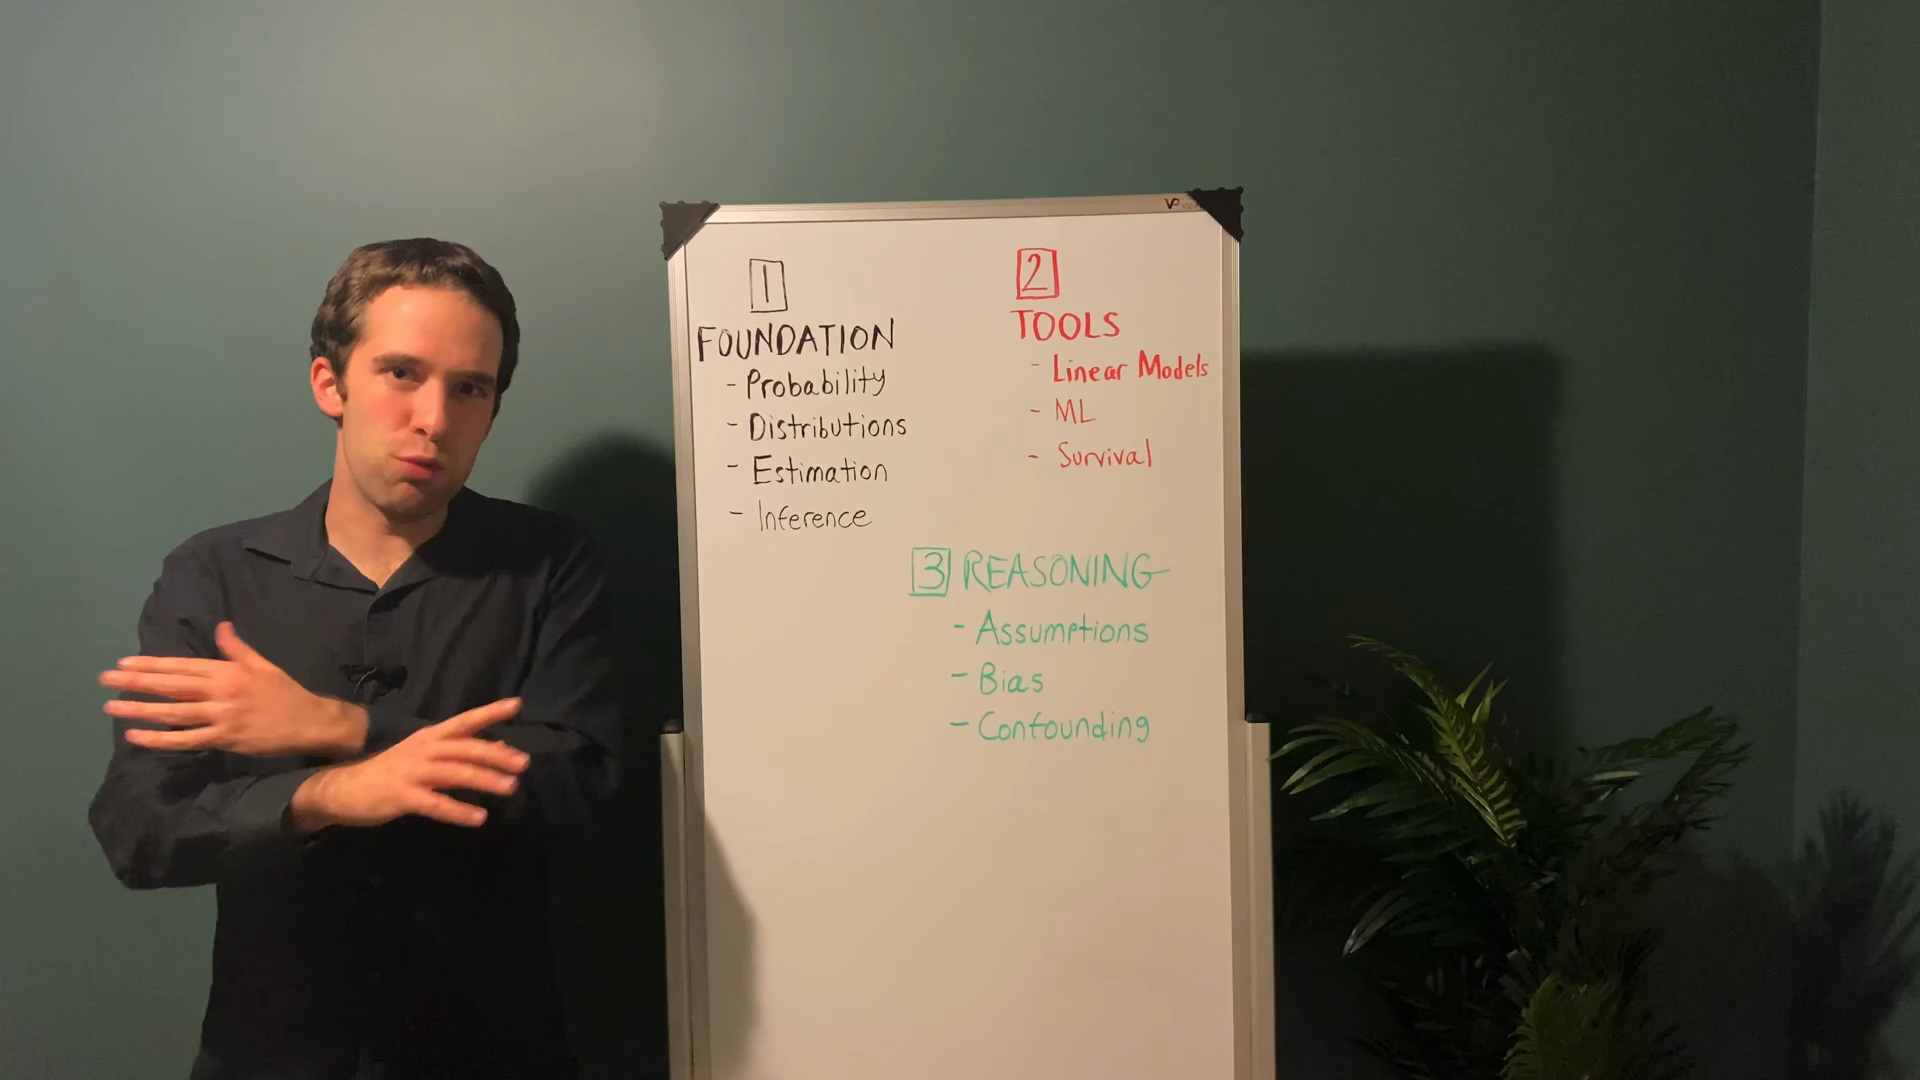 1
FOUNDATION
- Probability
- Distributions
- Estimation
- Inference
2
TOOLS
- Linear Models
- ML
- Survival
3 REASONING
- Assumptions
- Bias
- Confounding